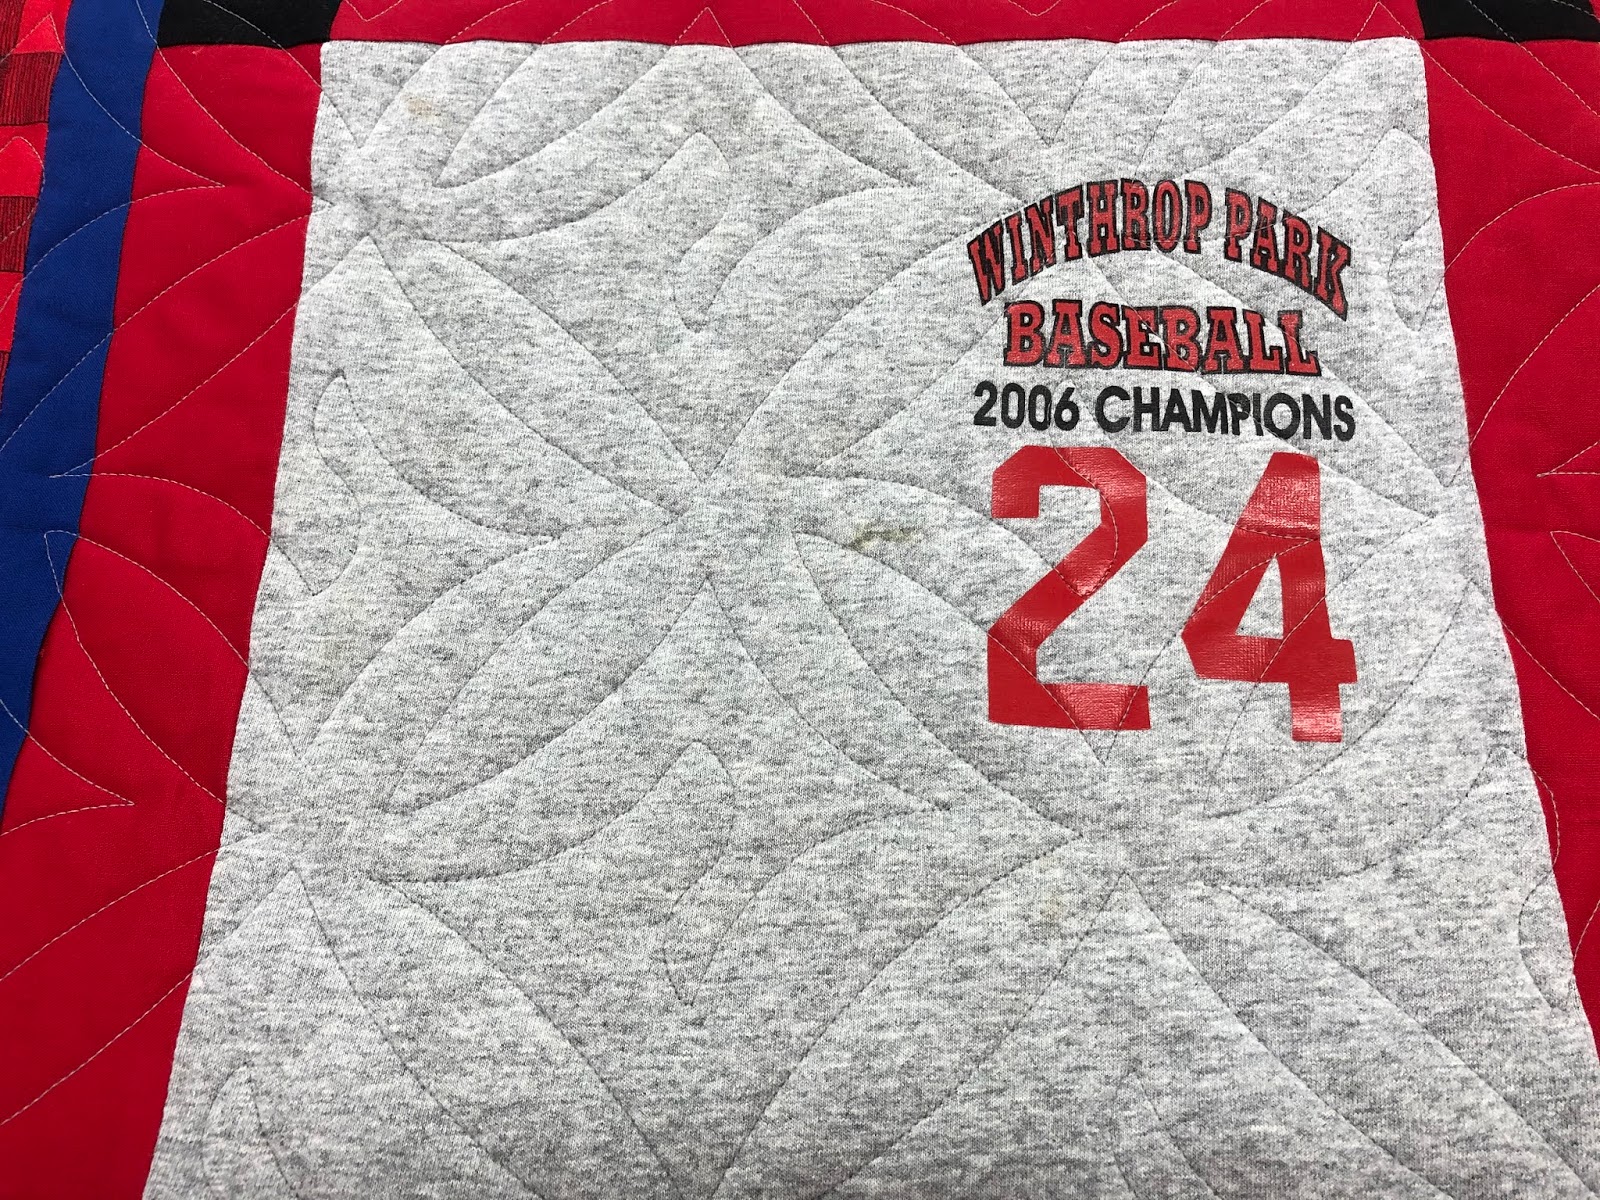 WINTHROP PARK
BASEBALL
2006 CHAMPIONS
24